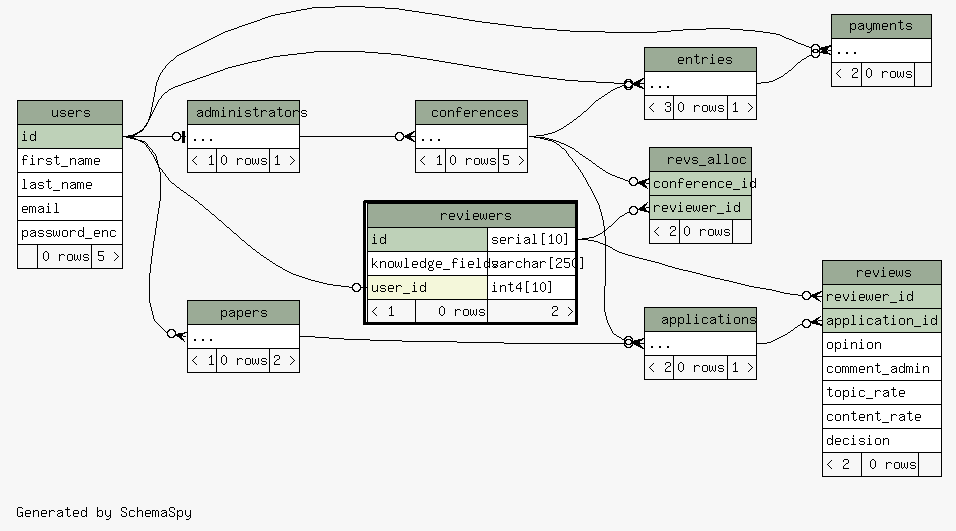 payments
...
< 2 0 rows
entries
...
< 3 0 rows 1 >
users
id
first_name
last_name
email
password_enc
0 rows 5 >
administrators
...
< 1 0 rows 1 >
conferences
...
< 1 0 rows 5 >
revs_alloc
conference_id
reviewer_id
< 2 0 rows
reviewers
id serial[10]
knowledge_fields varchar[250]
user_id int4[10]
< 1 0 rows 2 >
reviews
reviewer_id
application_id
opinion
comment_admin
topic_rate
content_rate
decision
< 2 0 rows
papers
...
< 1 0 rows 2 >
applications
...
< 2 0 rows 1 >
Generated by SchemaSpy